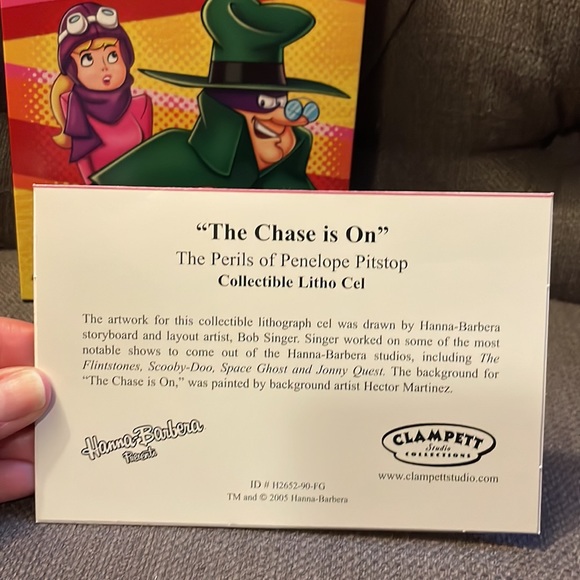 “The Chase is On”
The Perils of Penelope Pitstop
Collectible Litho Cel
The artwork for this collectible lithograph cel was drawn by Hanna-Barbera
storyboard and layout artist, Bob Singer. Singer worked on some of the most
notable shows to come out of the Hanna-Barbera studios, including The
Flintstones, Scooby-Doo, Space Ghost and Jonny Quest. The background for
“The Chase is On,” was painted by background artist Hector Martinez.
Hanna-Barbera
Presents
CLAMPETT
Studio
COLLECTIONS
www.clampettstudio.com
ID # H2652-90-FG
TM and © 2005 Hanna-Barbera